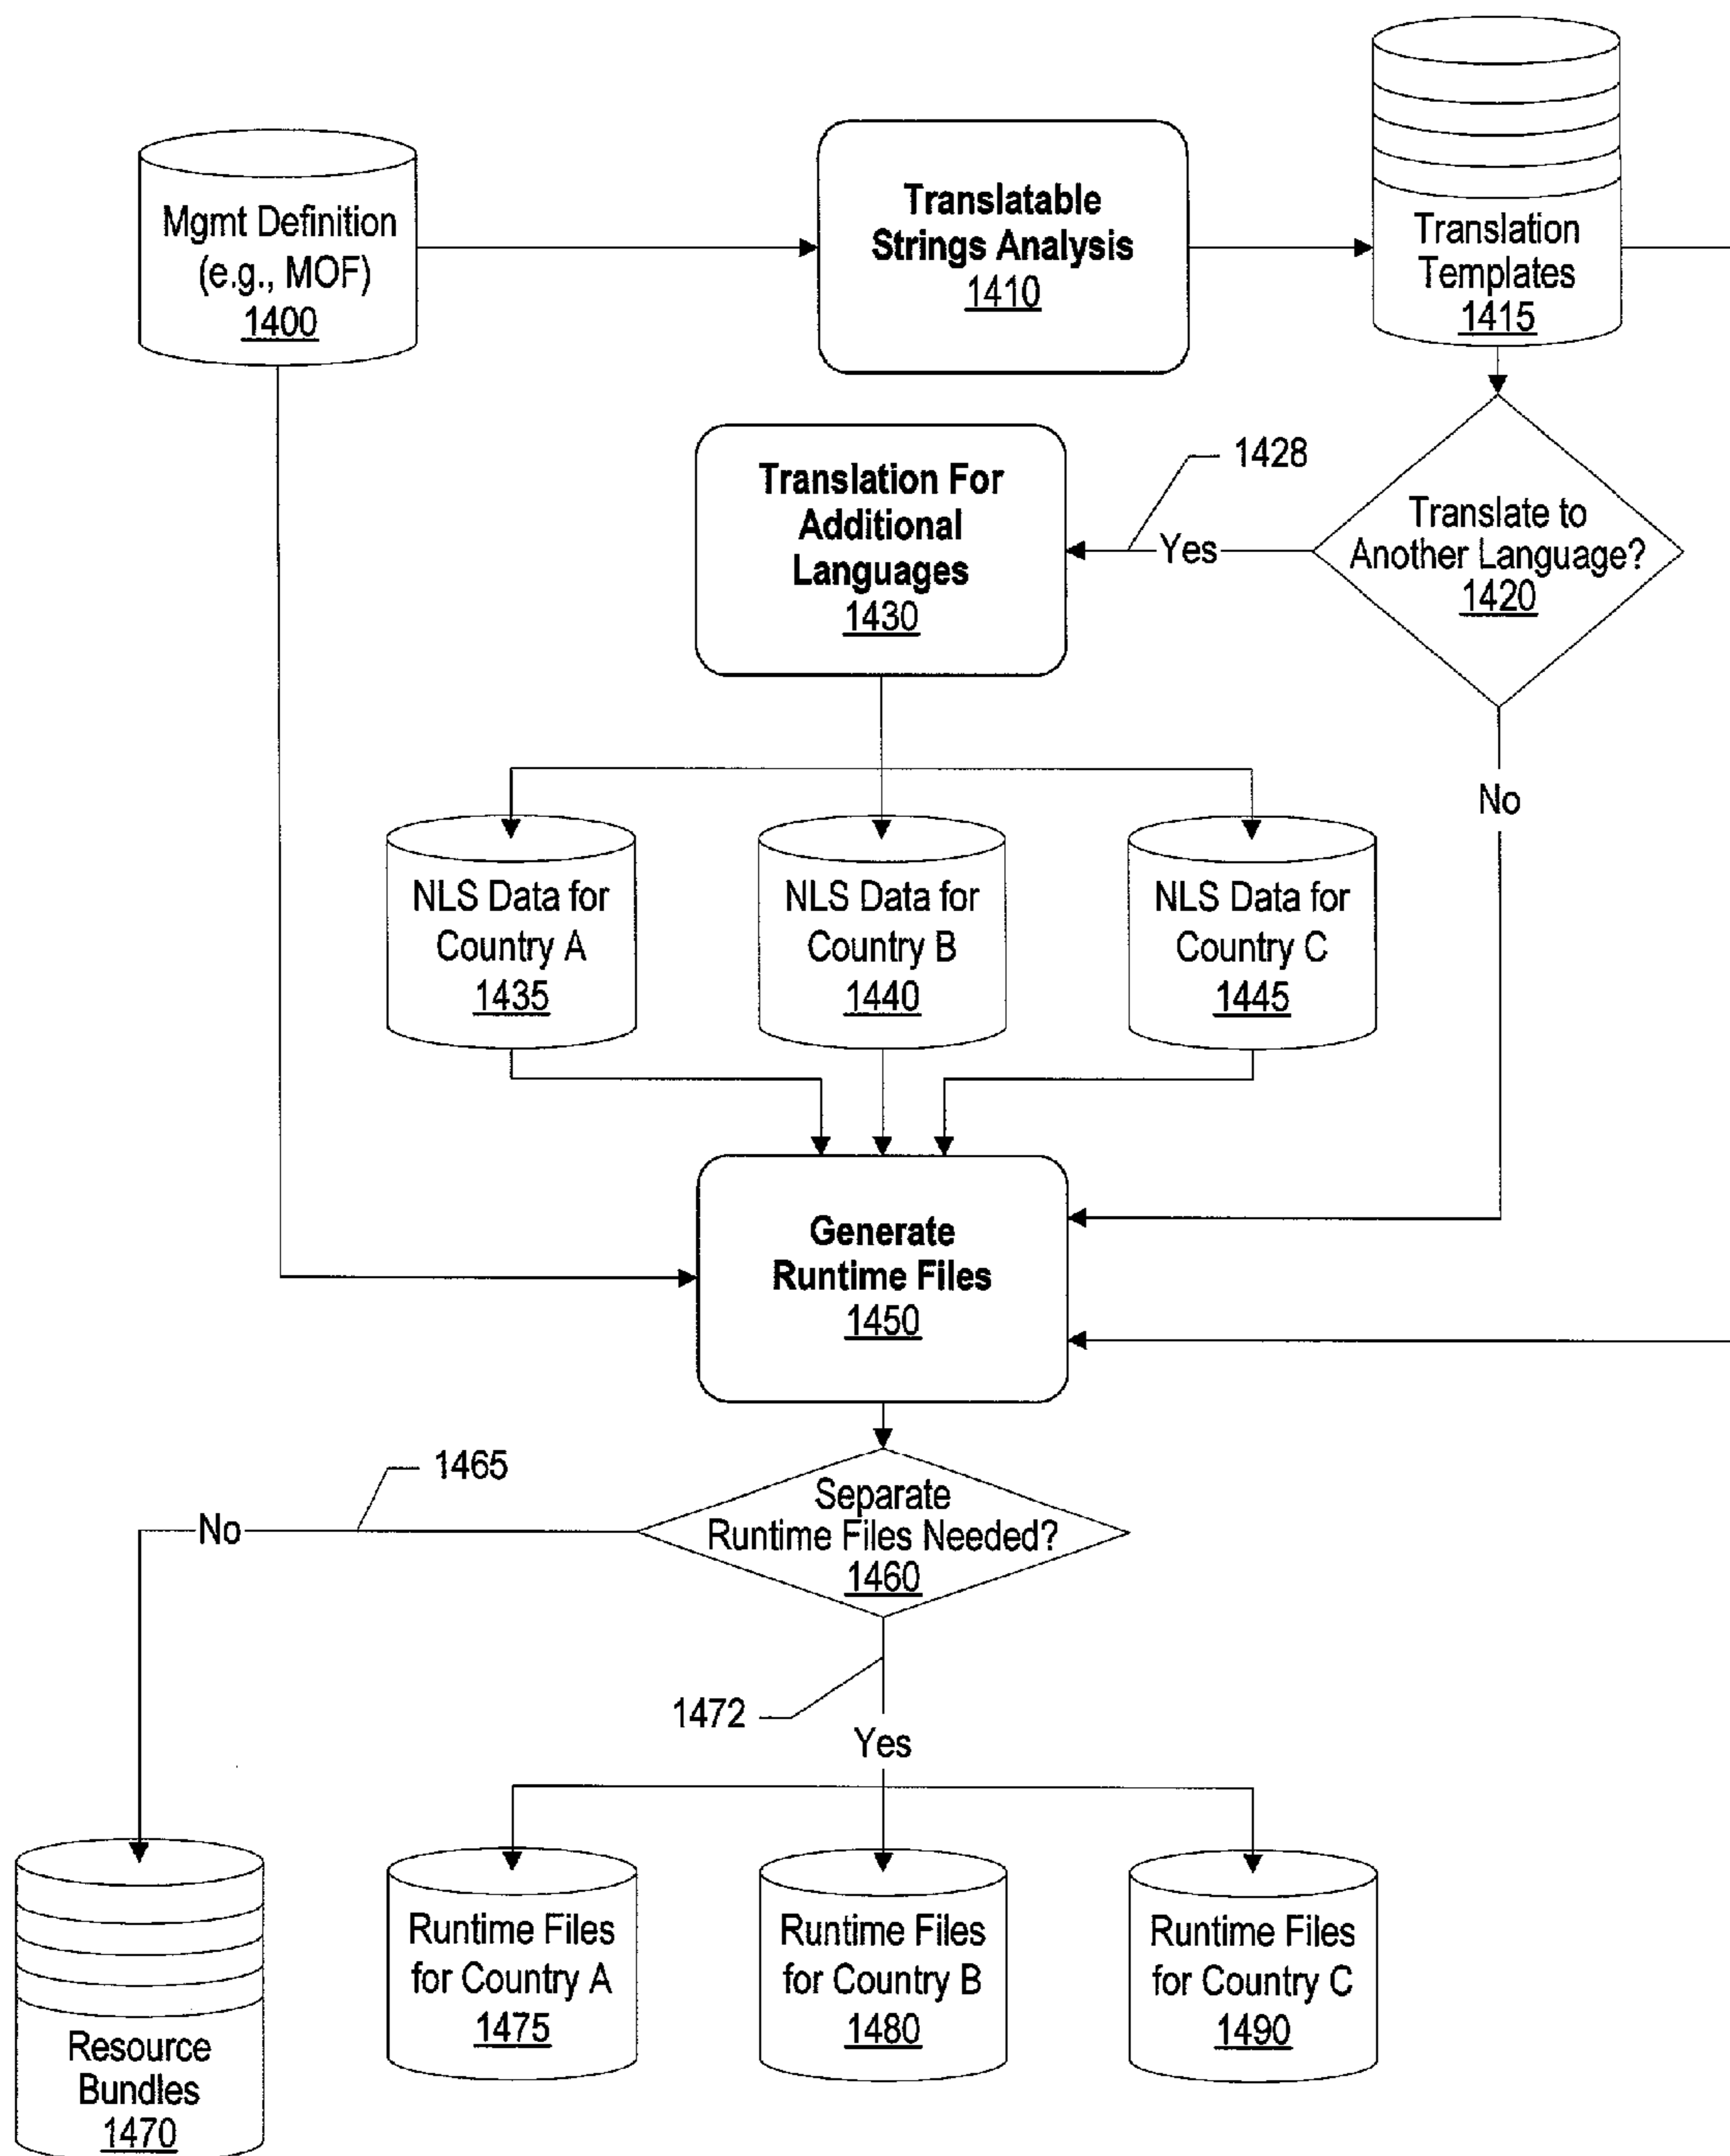 Mgmt Definition
(e.g., MOF)
1400
Translatable
Strings Analysis
1410
Translation
Templates
1415
Translation For
Additional
Languages
1430
1428
Yes
Translate to
Another Language?
1420
No
NLS Data for
Country A
1435
NLS Data for
Country B
1440
NLS Data for
Country C
1445
Generate
Runtime Files
1450
1465
No
Separate
Runtime Files Needed?
1460
1472
Yes
Resource
Bundles
1470
Runtime Files
for Country A
1475
Runtime Files
for Country B
1480
Runtime Files
for Country C
1490